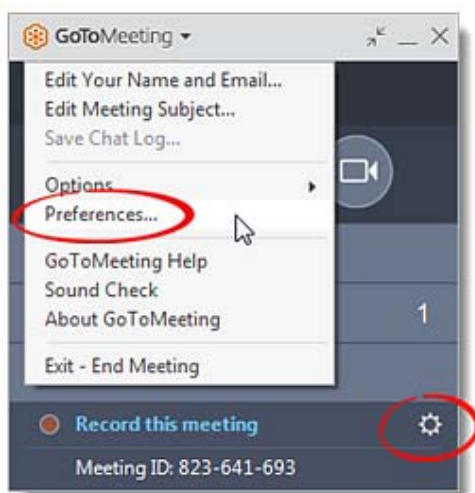 GoToMeeting
Edit Your Name and Email...
Edit Meeting Subject...
Save Chat Log...
Options
Preferences...
GoToMeeting Help
Sound Check
About GoToMeeting
1
Exit - End Meeting
Record this meeting
Meeting ID: 823-641-693